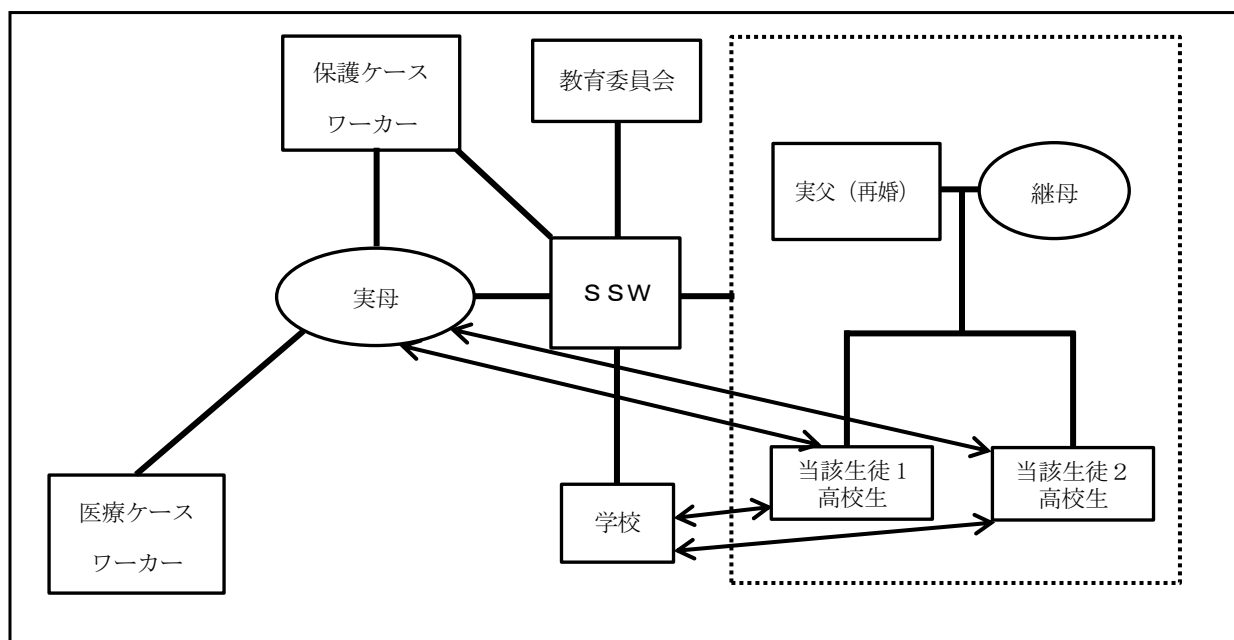 保護ケース
ワーカー
教育委員会
実父（再婚）
継母
実母
ＳＳＷ
当該生徒１
高校生
当該生徒２
高校生
医療ケース
ワーカー
学校